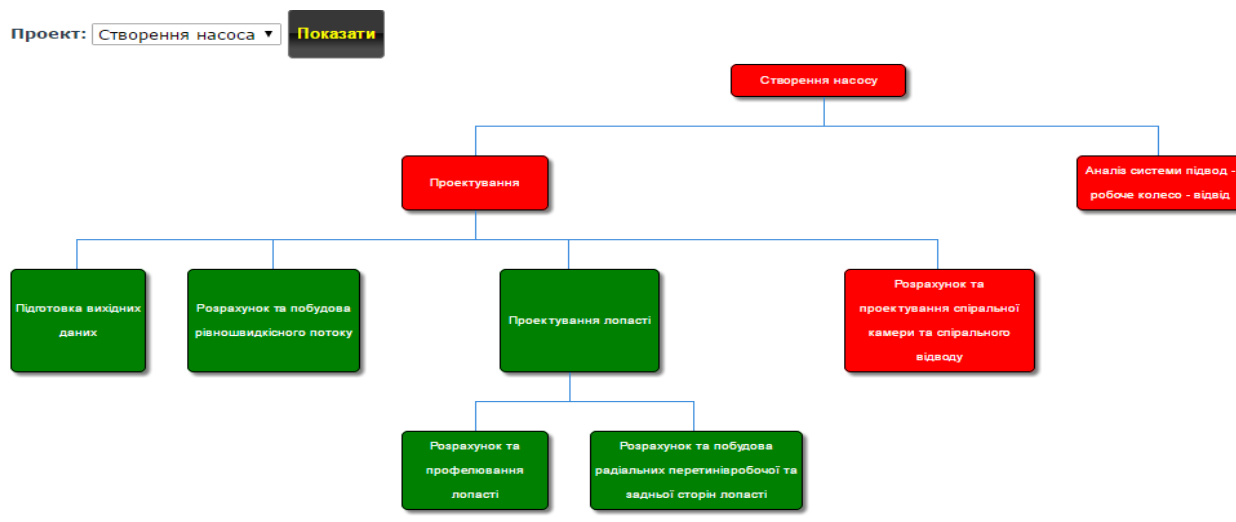 Проект: Створення насоса Показати
Створення насосу
Проектування
Аналіз системи підвод -
робоче колесо - відвід
Підготовка вихідних
даних
Розрахунок та побудова
рівношвидкісного потоку
Проектування лопасті
Розрахунок та
проектування спіральної
камери та спірального
відводу
Розрахунок та
профелювання
лопасті
Розрахунок та побудова
радіальних перетинівробочої та
задньої сторін лопасті